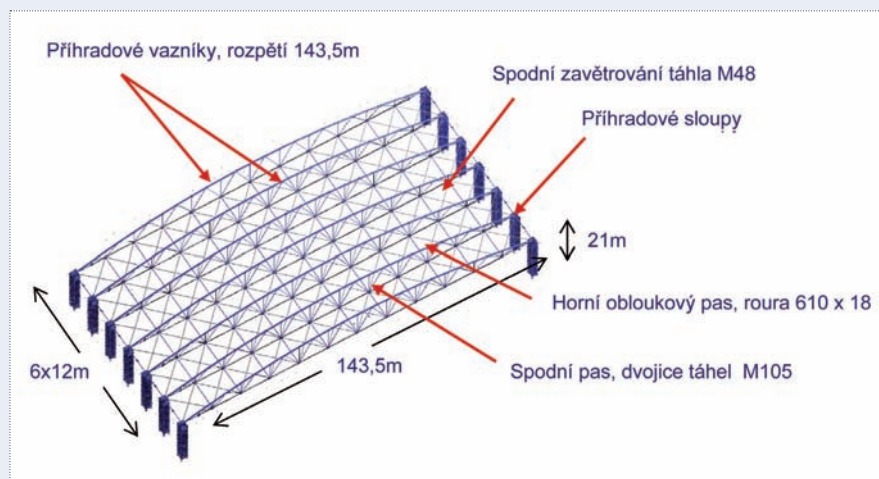 Příhradové vazníky, rozpětí 143,5m
Spodní zavětrování táhla M48
Příhradové sloupy
21m
Horní obloukový pas, roura 610 x 18
6x12m
143,5m
Spodní pas, dvojice táhel M105